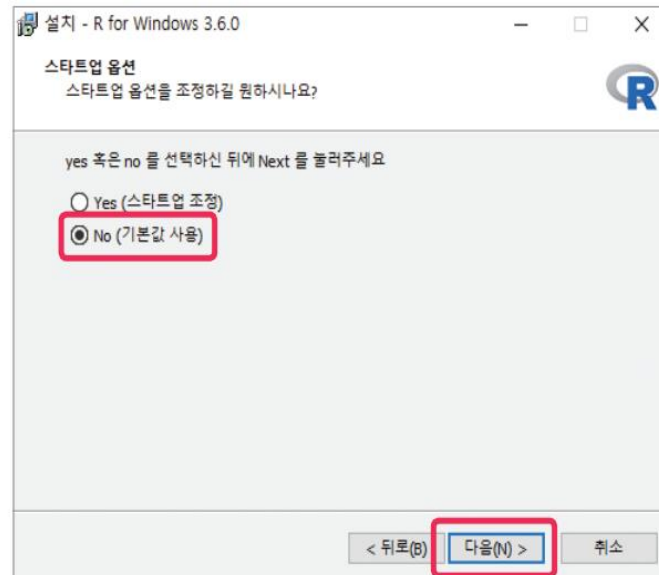 설치 - R for Windows 3.6.0
스타트업 옵션
스타트업 옵션을 조정하길 원하시나요?
R
yes 혹은 no 를 선택하신 뒤에 Next 를 눌러주세요
Yes (스타트업 조정)
No (기본값 사용)
< 뒤로(B)
다음(N) >
취소